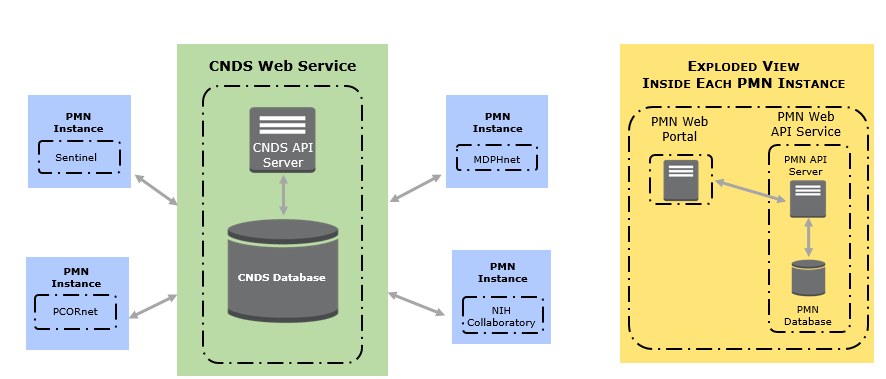 CNDS Web Service
CNDS API
Server
CNDS Database
PMN
Instance
Sentinel
PMN
Instance
PCORnet
PMN
Instance
MDPHnet
PMN
Instance
NIH
Collaboratory
Exploded View
Inside Each PMN Instance
PMN Web
Portal
PMN Web
API Service
PMN API
Server
PMN
Database